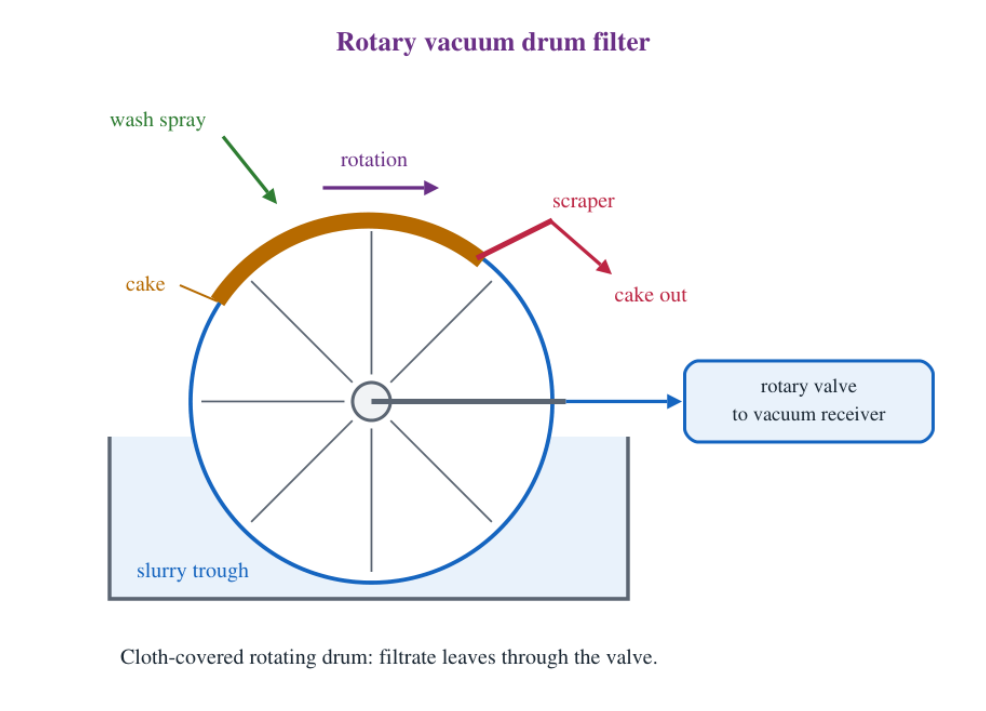 Rotary vacuum drum filter
wash spray
rotation
scraper
cake
cake out
rotary valve
to vacuum receiver
slurry trough
Cloth-covered rotating drum: filtrate leaves through the valve.